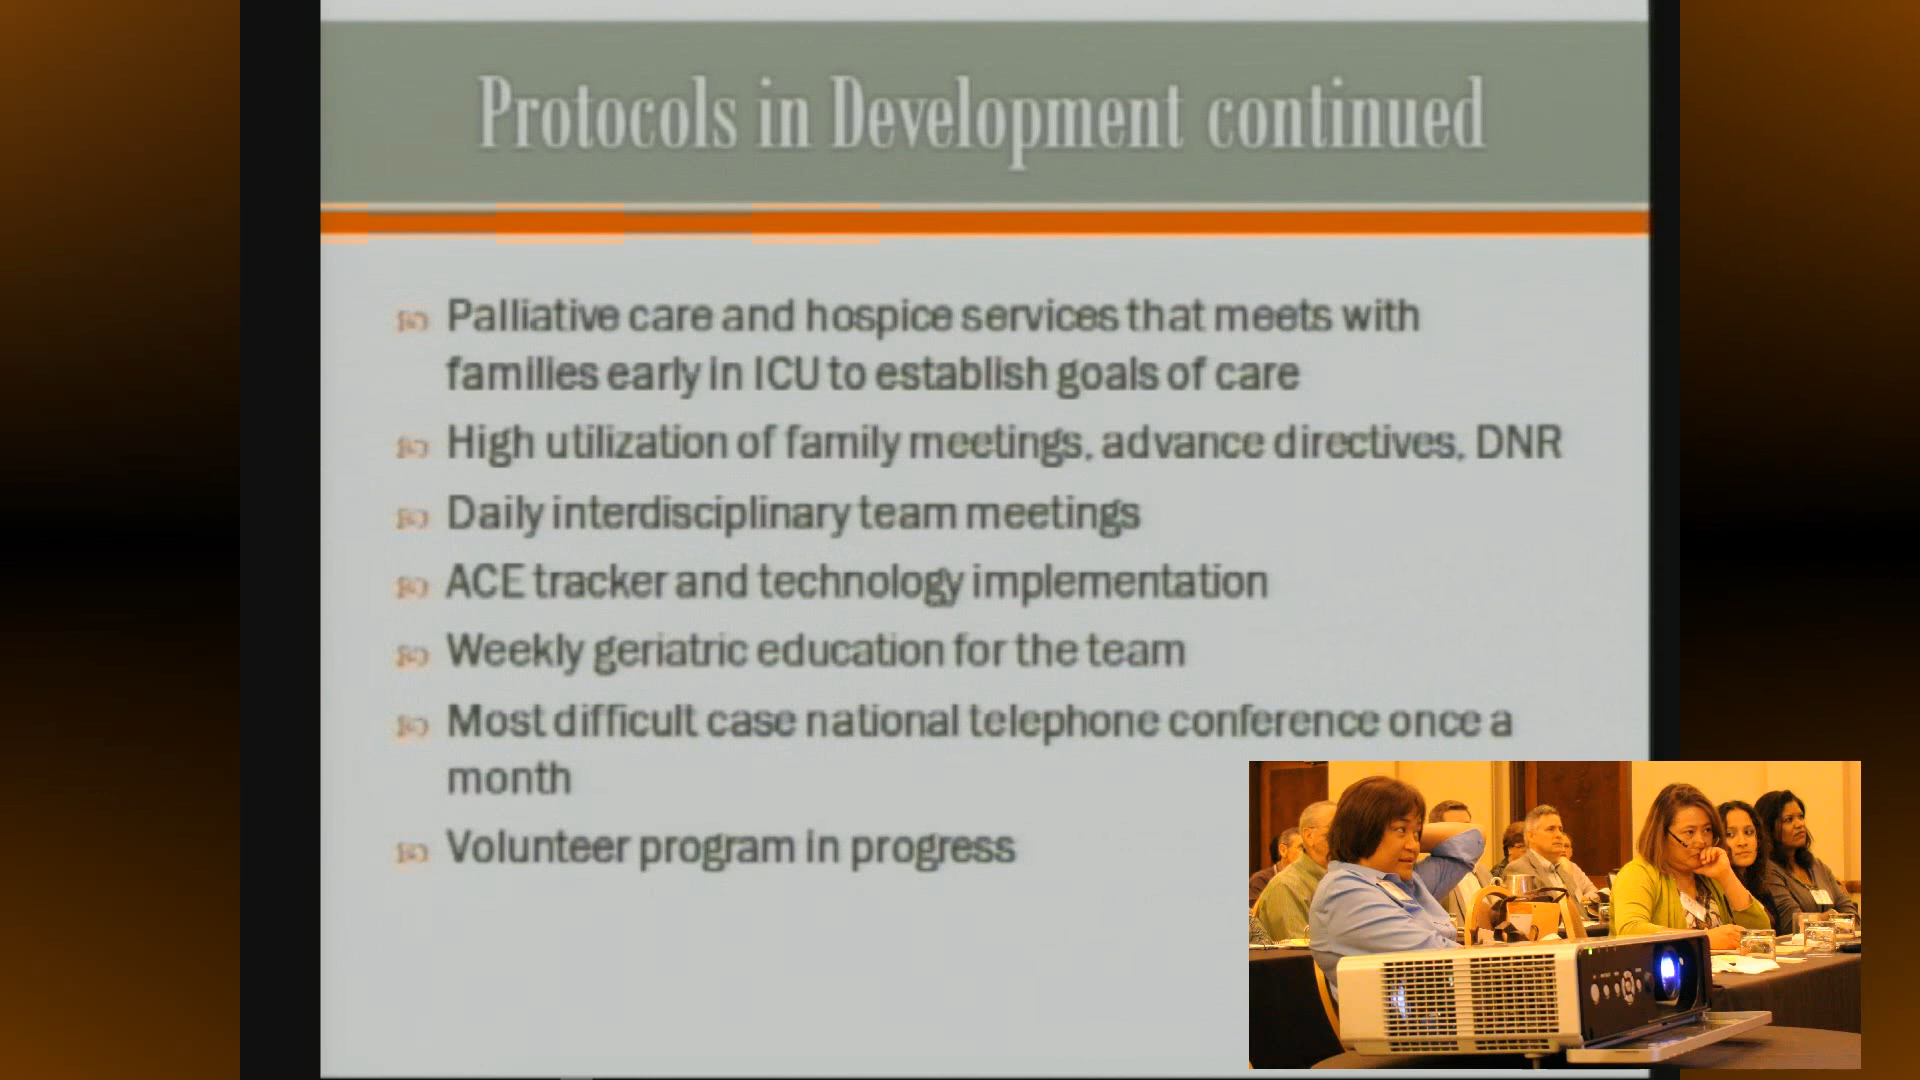 Protocols in Development continued
Palliative care and hospice services that meets with
families early in ICU to establish goals of care
High utilization of family meetings, advance directives, DNR
Daily interdisciplinary team meetings
ACE tracker and technology implementation
Weekly geriatric education for the team
Most difficult case national telephone conference once a
month
Volunteer program in progress